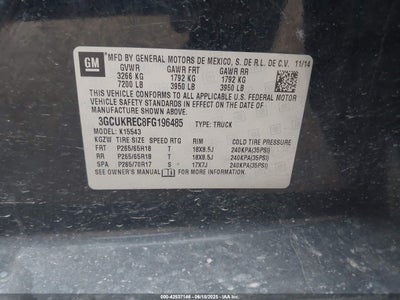 GM
MFD BY GENERAL MOTORS DE MEXICO, S. DE R.L. DE C.V. 11/14
GVWR GAWR FRT GAWR RR
3266 KG 1792 KG 1792 KG
7200 LB 3950 LB 3950 LB
THIS VEHICLE CONFORMS TO ALL APPLICABLE U.S. FEDERAL MOTOR
VEHICLE SAFETY STANDARDS IN EFFECT ON THE DATE OF
MANUFACTURE SHOWN ABOVE.
3GCUKREC8FG196485 TYPE: TRUCK
MODEL: K15543
KGZW TIRE SIZE SPEED RTG RIM COLD TIRE PRESSURE
FRT P265/65R18 T 18X8.5J 240KPA(35PSI)
RR P265/65R18 T 18X8.5J 240KPA(35PSI)
SPA P265/70R17 S 17X7J 240KPA(35PSI)
SEE OWNER'S MANUAL FOR MORE INFORMATION.
000-42537146 - 06/18/2025 - IAAI